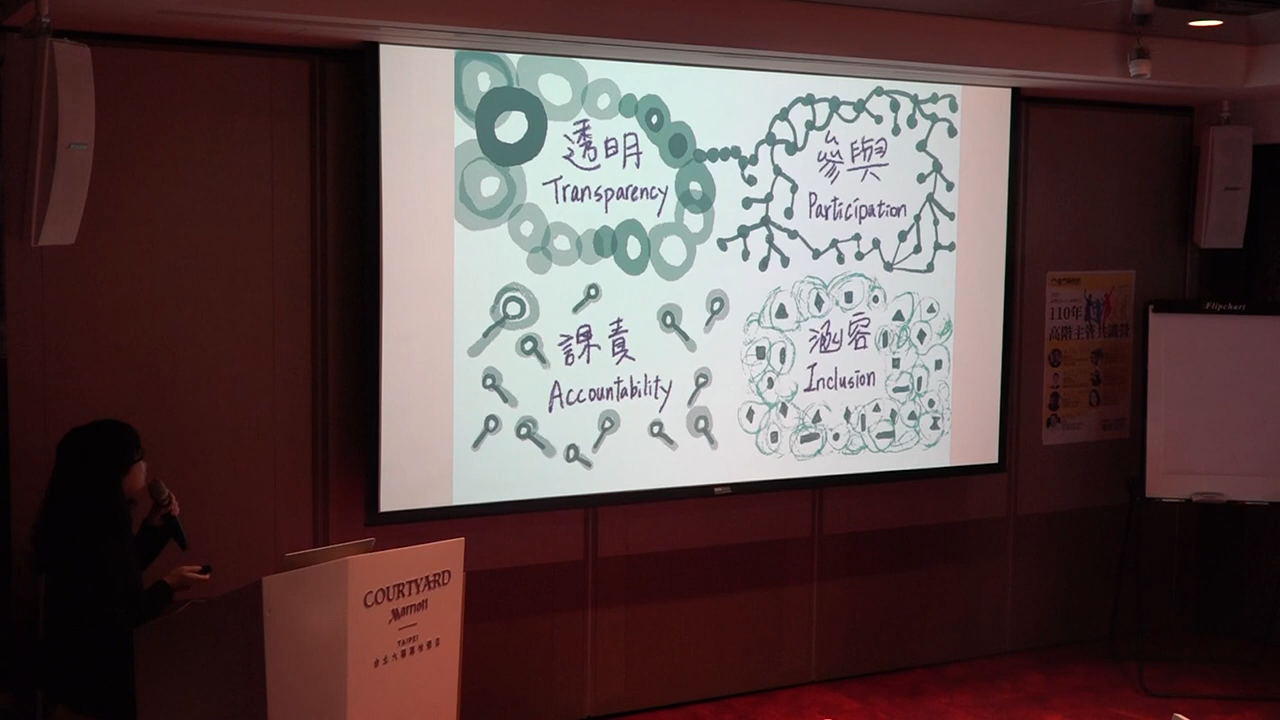 透明
Transparency
參與
Participation
課責
Accountability
涵容
Inclusion
Flipchart
110年
高階主管共識營
COURTYARD
Marriott
TAIPEI